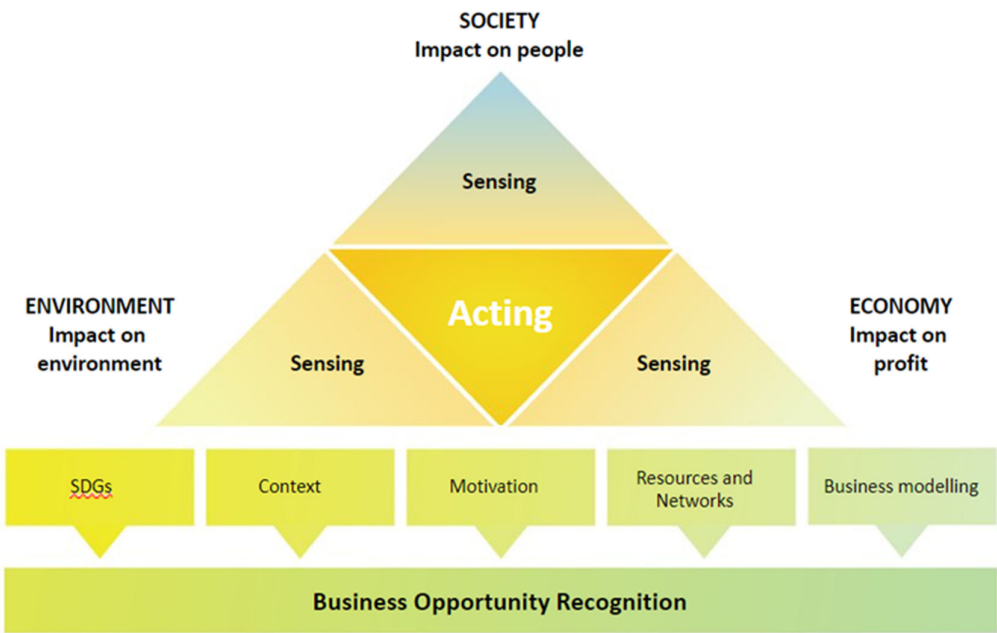 SOCIETY
Impact on people
Sensing
Acting
ENVIRONMENT
Impact on
environment
ECONOMY
Impact on
profit
Sensing
Sensing
SDGs
Context
Motivation
Resources and
Networks
Business modelling
Business Opportunity Recognition